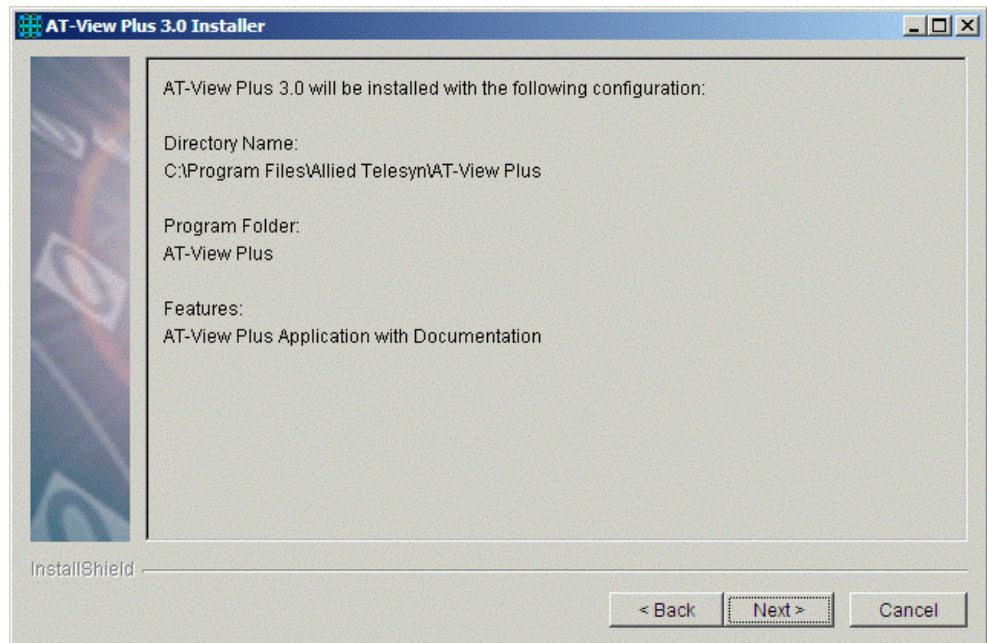 AT-View Plus 3.0 Installer
AT-View Plus 3.0 will be installed with the following configuration:
Directory Name:
C:\Program Files\Allied Telesyn\AT-View Plus
Program Folder:
AT-View Plus
Features:
AT-View Plus Application with Documentation
InstallShield
< Back
Next >
Cancel